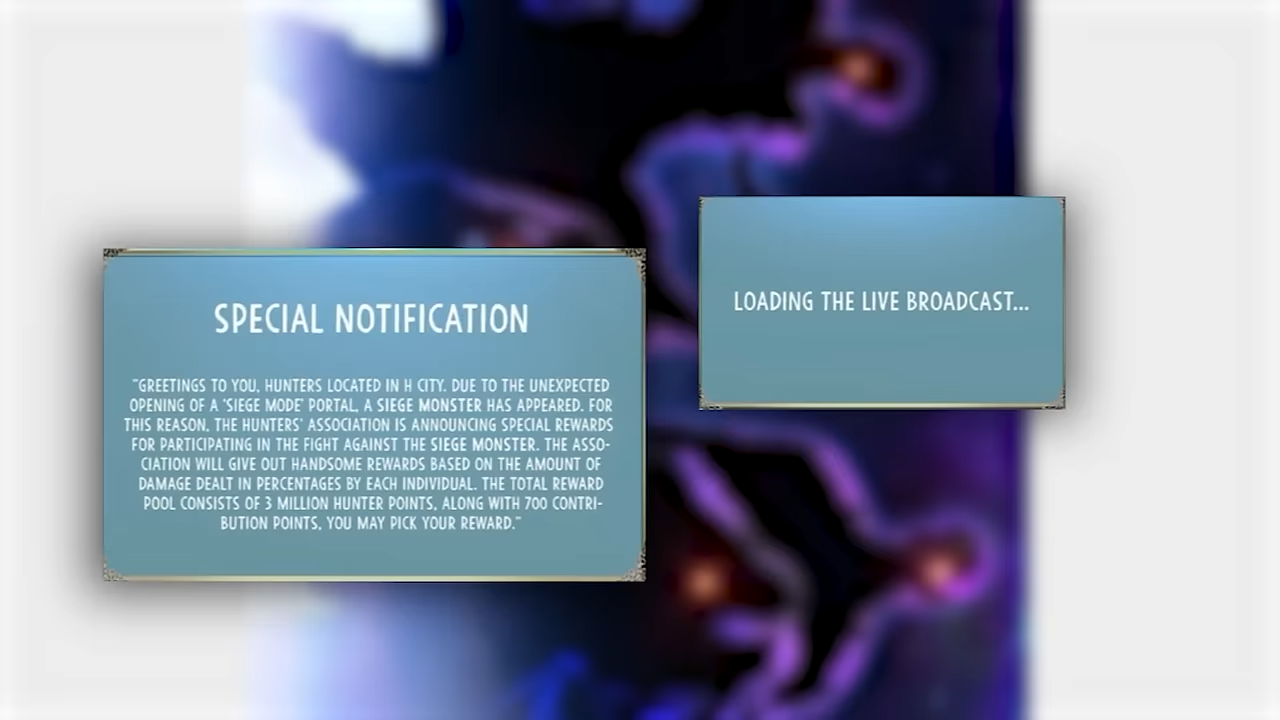 SPECIAL NOTIFICATION
"GREETINGS TO YOU, HUNTERS LOCATED IN H CITY. DUE TO THE UNEXPECTED
OPENING OF A 'SIEGE MODE' PORTAL, A SIEGE MONSTER HAS APPEARED. FOR
THIS REASON, THE HUNTERS' ASSOCIATION IS ANNOUNCING SPECIAL REWARDS
FOR PARTICIPATING IN THE FIGHT AGAINST THE SIEGE MONSTER. THE ASSO-
CIATION WILL GIVE OUT HANDSOME REWARDS BASED ON THE AMOUNT OF
DAMAGE DEALT IN PERCENTAGES BY EACH INDIVIDUAL. THE TOTAL REWARD
POOL CONSISTS OF 3 MILLION HUNTER POINTS, ALONG WITH 700 CONTRI-
BUTION POINTS, YOU MAY PICK YOUR REWARD."
LOADING THE LIVE BROADCAST...